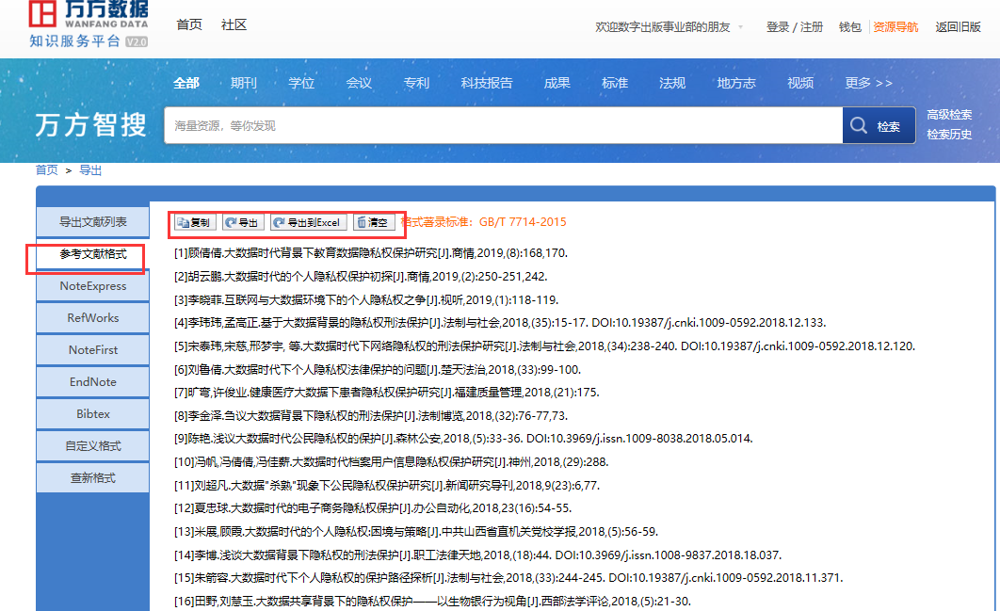 万方数据
WANFANG DATA
知识服务平台 V2.0
首页 社区
欢迎数字出版事业部的朋友 登录 / 注册 钱包 资源导航 返回旧版
全部 期刊 学位 会议 专利 科技报告 成果 标准 法规 地方志 视频 更多 >>
万方智搜
海量资源，等你发现
检索
高级检索
检索历史
首页 > 导出
导出文献列表
参考文献格式
NoteExpress
RefWorks
NoteFirst
EndNote
Bibtex
自定义格式
查新格式
复制 导出 导出到Excel 清空 格式著录标准：GB/T 7714-2015
[1]顾倩倩.大数据时代背景下教育数据隐私权保护研究[J].商情,2019,(8):168,170.
[2]胡云鹏.大数据时代的个人隐私权保护初探[J].商情,2019,(2):250-251,242.
[3]李晓菲.互联网与大数据环境下的个人隐私权之争[J].视听,2019,(1):118-119.
[4]李玮玮,孟高正.基于大数据背景的隐私权刑法保护[J].法制与社会,2018,(35):15-17. DOI:10.19387/j.cnki.1009-0592.2018.12.133.
[5]宋泰玮,宋慈,邢梦宇, 等.大数据时代下网络隐私权的刑法保护研究[J].法制与社会,2018,(34):238-240. DOI:10.19387/j.cnki.1009-0592.2018.12.120.
[6]刘鲁倩.大数据时代下个人隐私权法律保护的问题[J].楚天法治,2018,(33):99-100.
[7]旷弯,许俊业.健康医疗大数据下患者隐私权保护研究[J].福建质量管理,2018,(21):175.
[8]李金泽.刍议大数据背景下隐私权的刑法保护[J].法制博览,2018,(32):76-77,73.
[9]陈艳.浅议大数据时代公民隐私权的保护[J].森林公安,2018,(5):33-36. DOI:10.3969/j.issn.1009-8038.2018.05.014.
[10]冯帆,冯倩倩,冯佳薪.大数据时代档案用户信息隐私权保护研究[J].神州,2018,(29):288.
[11]刘超凡.大数据"杀熟"现象下公民隐私权保护研究[J].新闻研究导刊,2018,9(23):6,77.
[12]夏忠球.大数据时代的电子商务隐私权保护[J].办公自动化,2018,23(16):54-55.
[13]米展,顾霞.大数据时代的个人隐私权:困境与策略[J].中共山西省直机关党校学报,2018,(5):56-59.
[14]李博.浅谈大数据背景下隐私权的刑法保护[J].职工法律天地,2018,(18):44. DOI:10.3969/j.issn.1008-9837.2018.18.037.
[15]朱箭容.大数据时代下个人隐私权的保护路径探析[J].法制与社会,2018,(33):244-245. DOI:10.19387/j.cnki.1009-0592.2018.11.371.
[16]田野,刘慧玉.大数据共享背景下的隐私权保护——以生物银行为视角[J].西部法学评论,2018,(5):21-30.